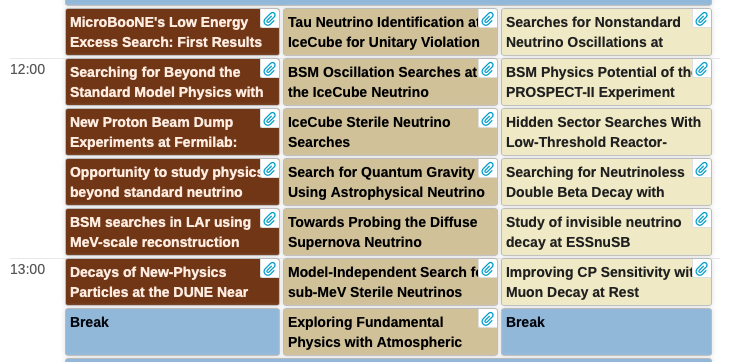 MicroBooNE's Low Energy
Excess Search: First Results
Tau Neutrino Identification at
IceCube for Unitary Violation
Searches for Nonstandard
Neutrino Oscillations at
12:00
Searching for Beyond the
Standard Model Physics with
BSM Oscillation Searches at
the IceCube Neutrino
BSM Physics Potential of the
PROSPECT-II Experiment
New Proton Beam Dump
Experiments at Fermilab:
IceCube Sterile Neutrino
Searches
Hidden Sector Searches With
Low-Threshold Reactor-
Opportunity to study physics
beyond standard neutrino
Search for Quantum Gravity
Using Astrophysical Neutrino
Searching for Neutrinoless
Double Beta Decay with
BSM searches in LAr using
MeV-scale reconstruction
Towards Probing the Diffuse
Supernova Neutrino
Study of invisible neutrino
decay at ESSnuSB
13:00
Decays of New-Physics
Particles at the DUNE Near
Model-Independent Search
sub-MeV Sterile Neutrinos
Improving CP Sensitivity with
Muon Decay at Rest
Break
Exploring Fundamental
Physics with Atmospheric
Break